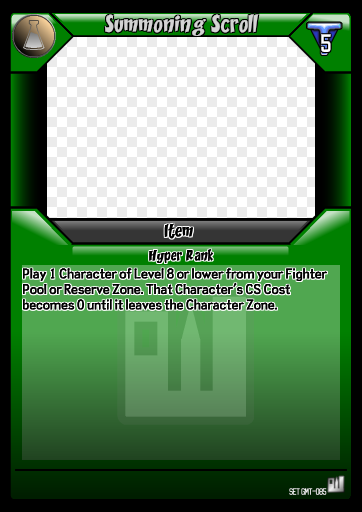 Summoning Scroll
5
Item
Hyper Rank
Play 1 Character of Level 8 or lower from your Fighter
Pool or Reserve Zone. That Character's CS Cost
becomes 0 until it leaves the Character Zone.
SET GMT-085